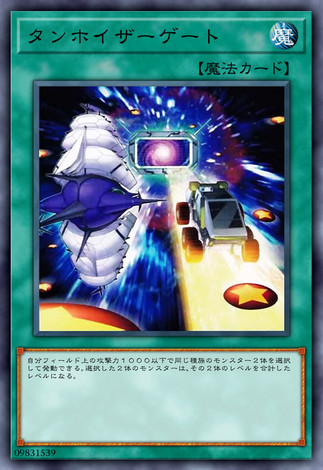 タンホイザーゲート
魔
【魔法カード】
自分フィールド上の攻撃力1000以下で同じ種族のモンスター2体を選択
して発動できる。選択した2体のモンスターは、その2体のレベルを合計した
レベルになる。
09831539